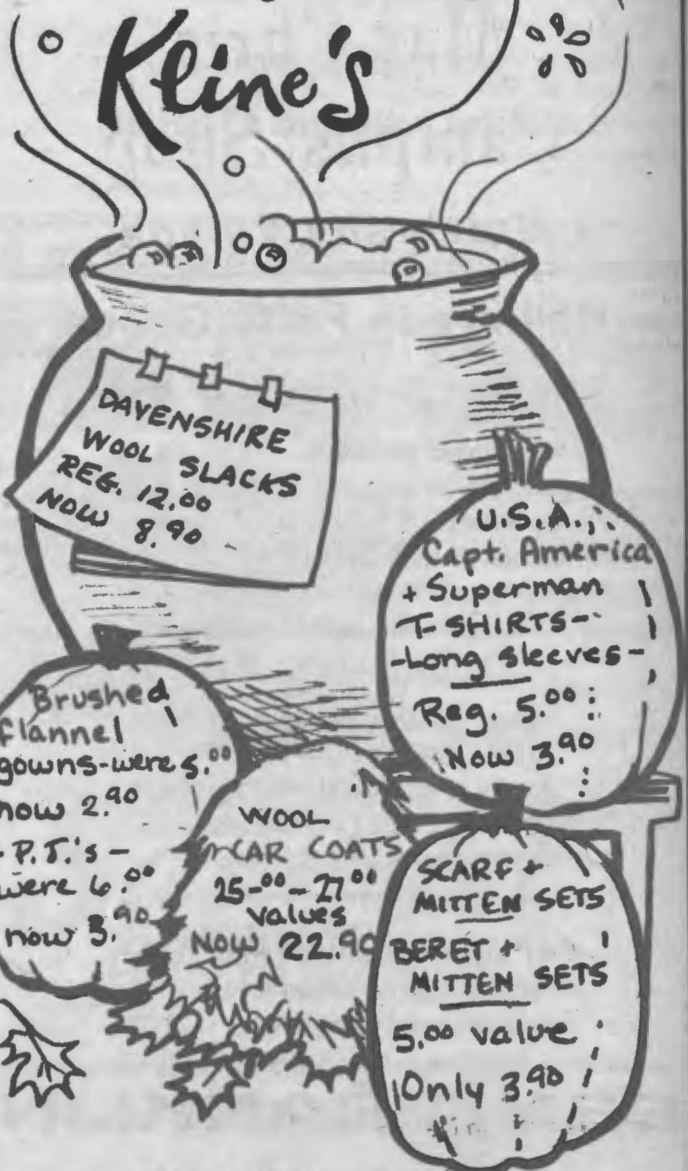 Kline's
DAVENSHIRE
WOOL SLACKS
REG. 12.00
NOW 8.90
U.S.A.,
Capt. America
+ Superman
T-SHIRTS-
-Long sleeves-
Reg. 5.00
Now 3.90
Brushed
flannel
gowns-were 5.00
now 2.90
- P.J.'s -
were 6.00
now 3.90
WOOL
CAR COATS
25.00-27.00
values
NOW 22.90
SCARF +
MITTEN SETS
BERET +
MITTEN SETS
5.00 value
Only 3.90